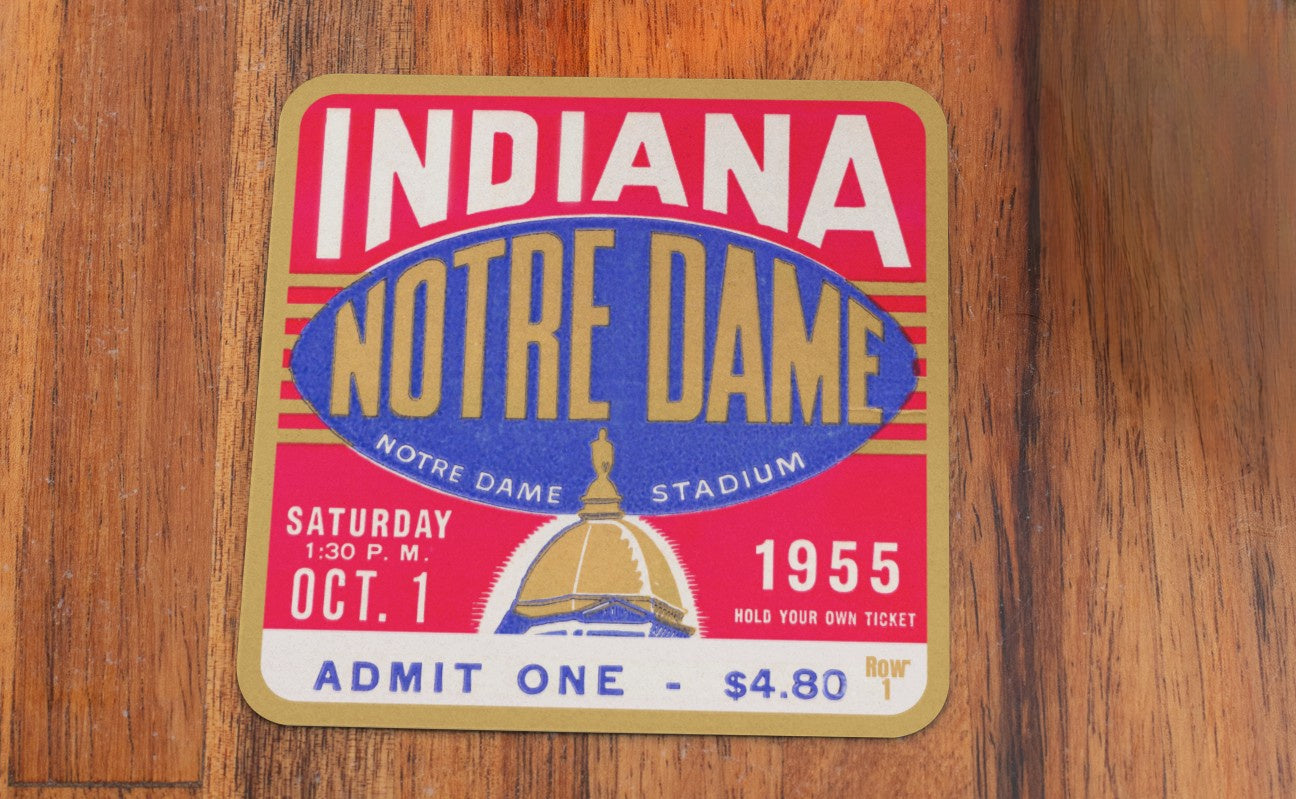 INDIANA
NOTRE DAME
NOTRE DAME STADIUM
SATURDAY
1:30 P. M.
OCT. 1
1955
HOLD YOUR OWN TICKET
ADMIT ONE - $4.80
Row™
1